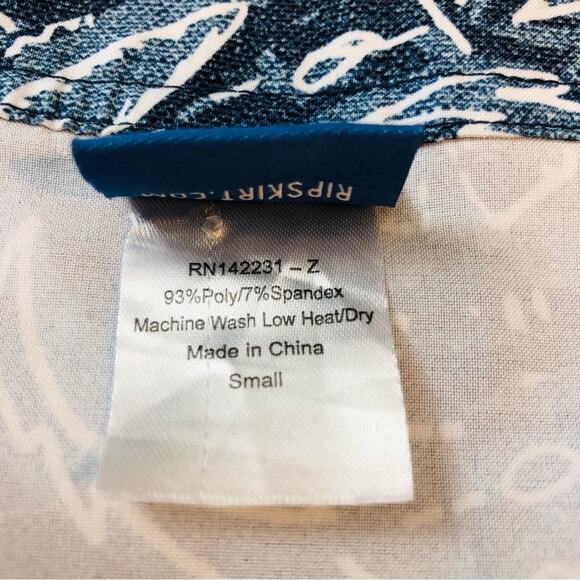 RIPSKIRT.COM
RN142231 – Z
93%Poly/7%Spandex
Machine Wash Low Heat/Dry
Made in China
Small